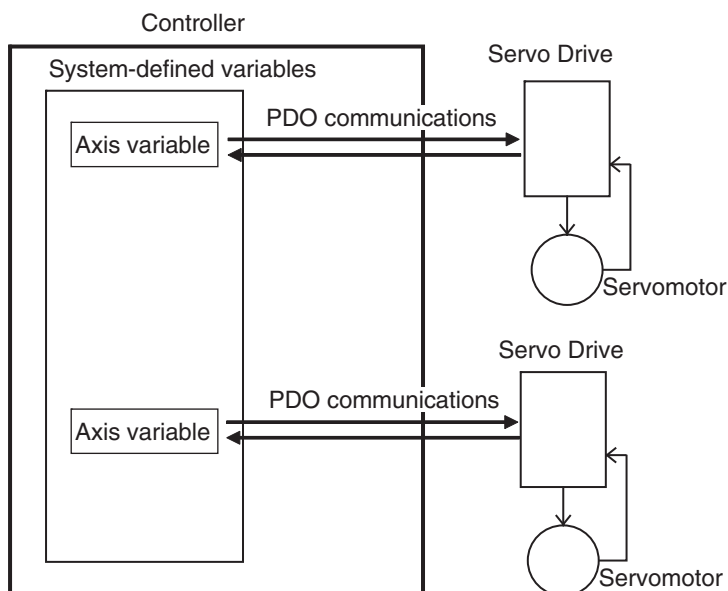 Controller
System-defined variables
Servo Drive
PDO communications
Axis variable
Servomotor
Servo Drive
PDO communications
Axis variable
Servomotor